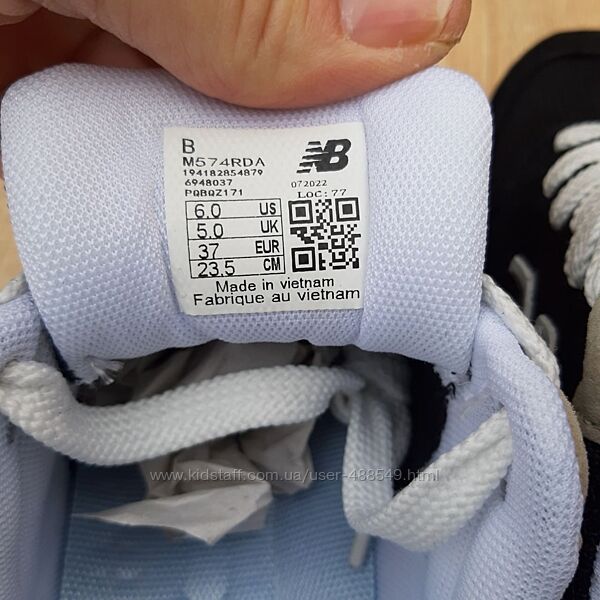 B
M574RDA
194182854879
6948037
PQBQZ171
NB
072022
LOC: 77
6.0 US
5.0 UK
37 EUR
23.5 CM
Made in vietnam
Fabrique au vietnam
www.kidstaff.com.ua/user-488549.html